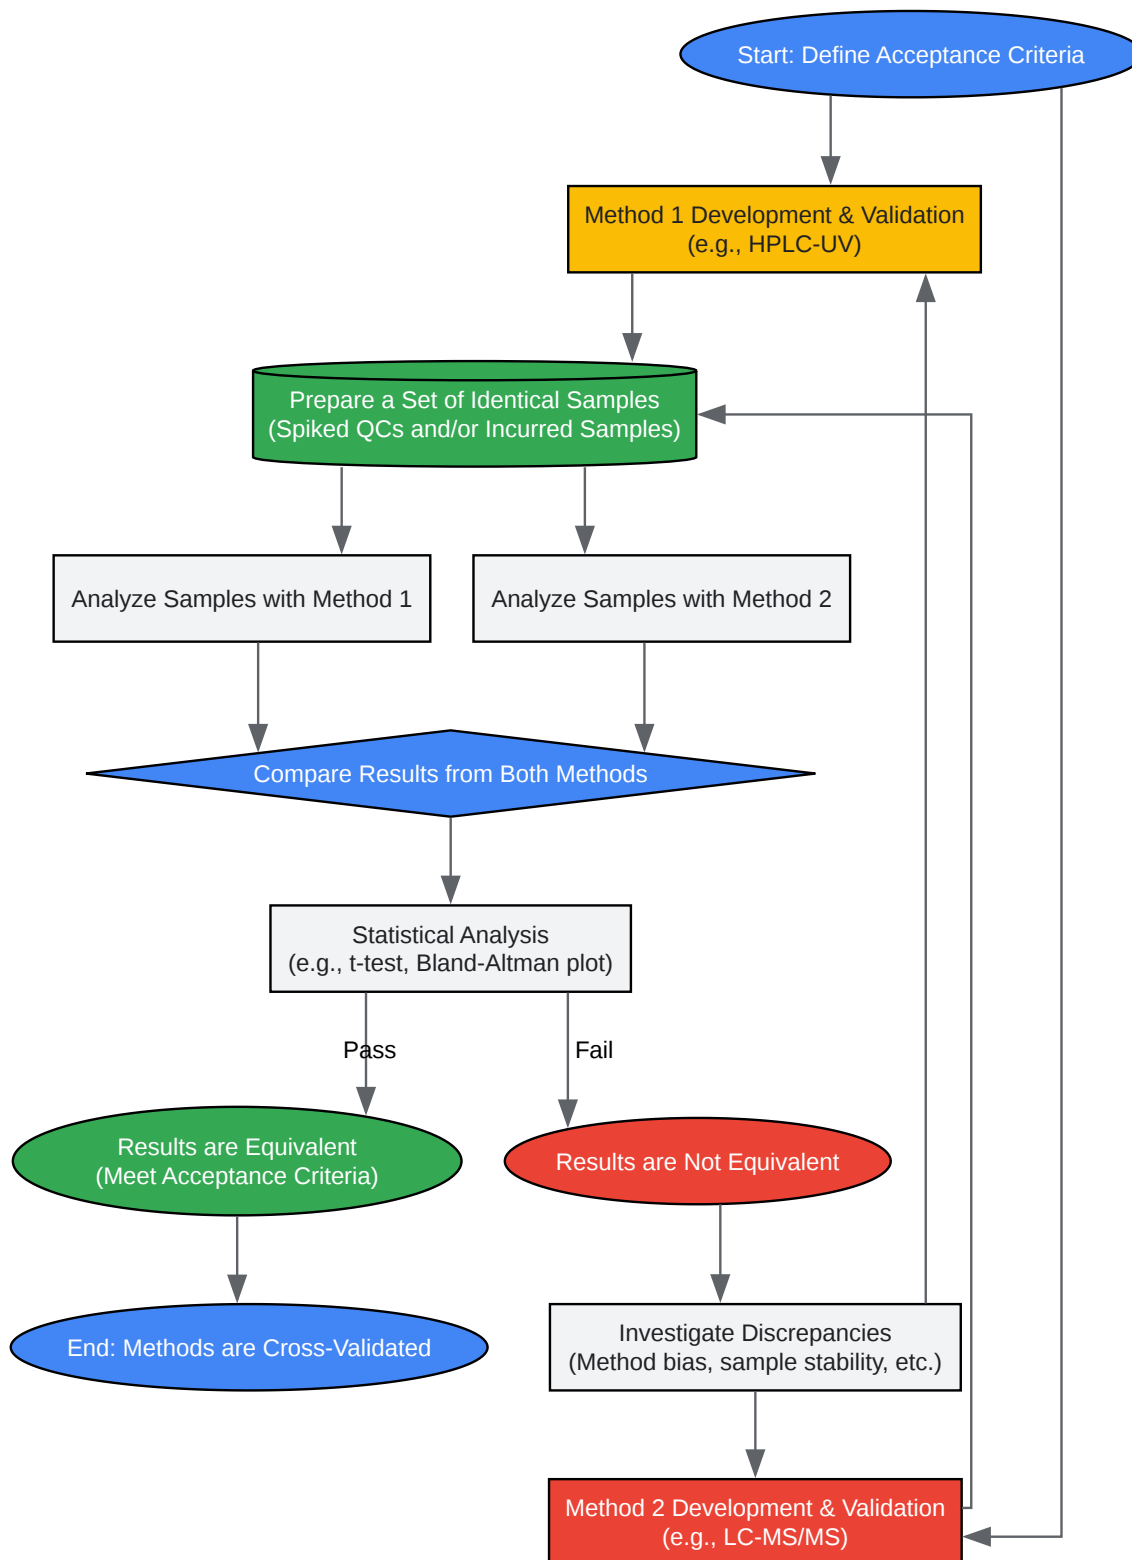 Start: Define Acceptance Criteria
Method 1 Development & Validation
(e.g., HPLC-UV)
Prepare a Set of Identical Samples
(Spiked QCs and/or Incurred Samples)
Analyze Samples with Method 1
Analyze Samples with Method 2
Compare Results from Both Methods
Statistical Analysis
(e.g., t-test, Bland-Altman plot)
Pass
Fail
Results are Equivalent
(Meet Acceptance Criteria)
Results are Not Equivalent
End: Methods are Cross-Validated
Investigate Discrepancies
(Method bias, sample stability, etc.)
Method 2 Development & Validation
(e.g., LC-MS/MS)